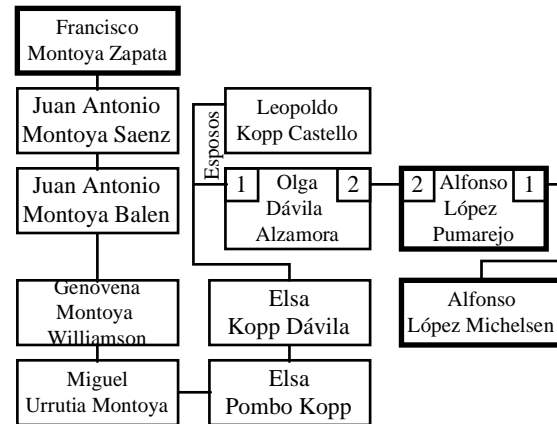 Francisco
Montoya Zapata
Juan Antonio
Montoya Saenz
Leopoldo
Kopp Castello
Esposos
Juan Antonio
Montoya Balen
1 Olga 2
Dávila
Alzamora
2 Alfonso 1
López
Pumarejo
Genovena
Montoya
Williamson
Elsa
Kopp Dávila
Alfonso
López Michelsen
Miguel
Urrutia Montoya
Elsa
Pombo Kopp